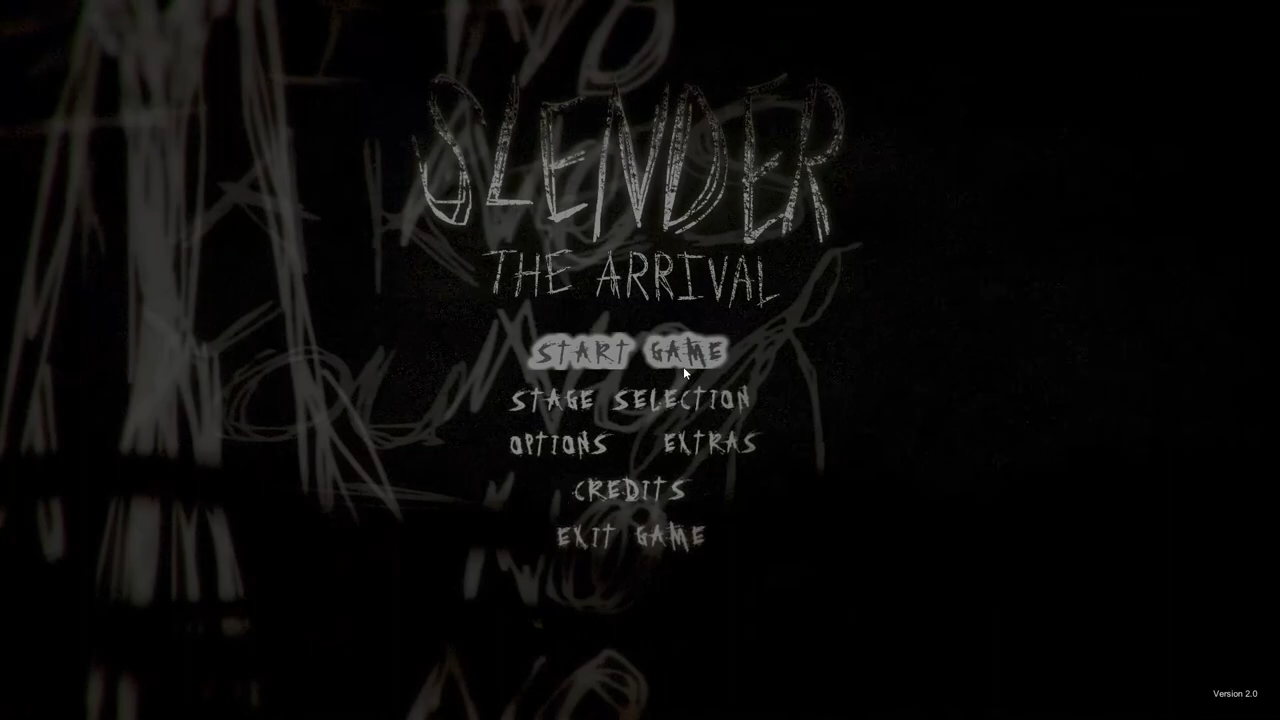 SLENDER
THE ARRIVAL
START GAME
STAGE SELECTION
OPTIONS EXTRAS
CREDITS
EXIT GAME
Version 2.0